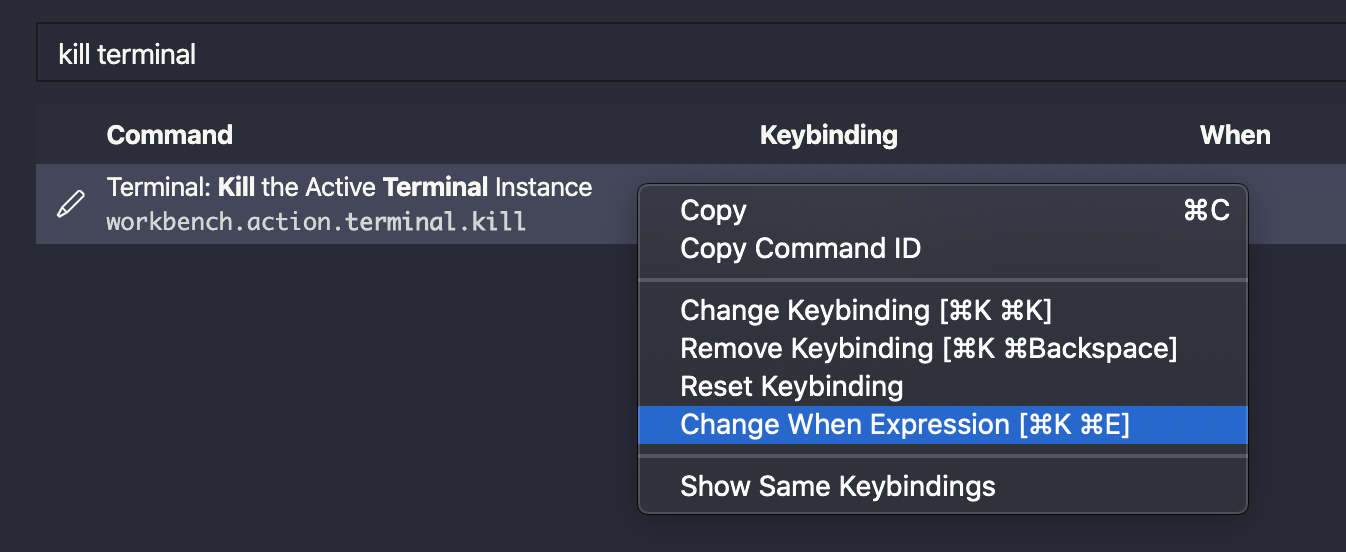 kill terminal
Command Keybinding When
Terminal: Kill the Active Terminal Instance
workbench.action.terminal.kill
Copy ⌘C
Copy Command ID
Change Keybinding [⌘K ⌘K]
Remove Keybinding [⌘K ⌘Backspace]
Reset Keybinding
Change When Expression [⌘K ⌘E]
Show Same Keybindings